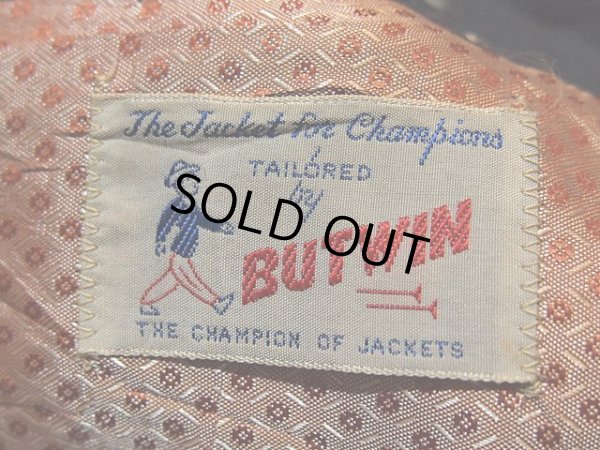 The Jacket for Champions
TAILORED
by
SOLD OUT
BUTWIN
THE CHAMPION OF JACKETS